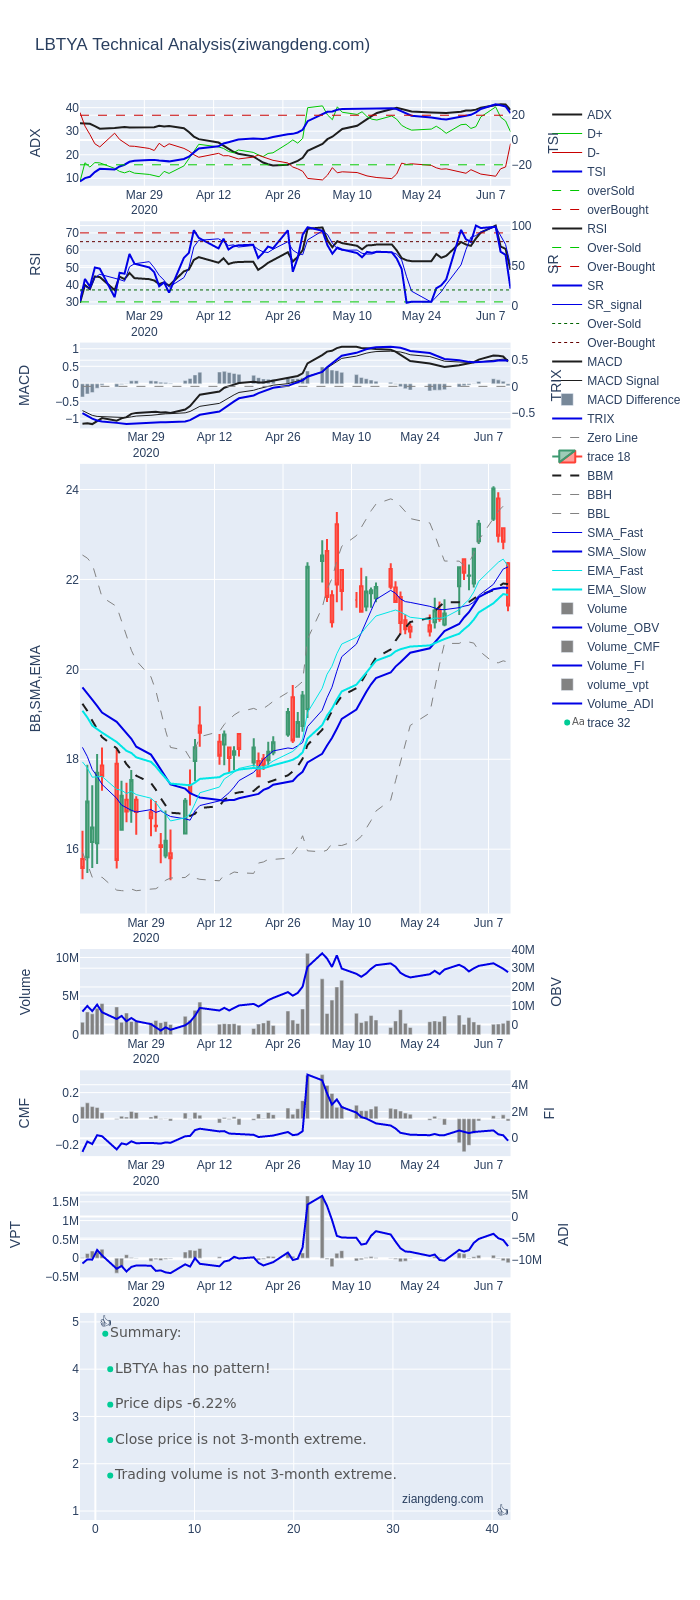 LBTYA Technical Analysis(ziwangdeng.com)
ADX
40
30
20
10
20
0
−20
TSI
Mar 29
2020
Apr 12
Apr 26
May 10
May 24
Jun 7
RSI
70
60
50
40
30
100
50
0
SR
Mar 29
2020
Apr 12
Apr 26
May 10
May 24
Jun 7
MACD
1
0.5
0
−0.5
−1
0.5
0
−0.5
TRIX
Mar 29
2020
Apr 12
Apr 26
May 10
May 24
Jun 7
BB,SMA,EMA
24
22
20
18
16
Mar 29
2020
Apr 12
Apr 26
May 10
May 24
Jun 7
Volume
10M
5M
0
40M
30M
20M
10M
0
OBV
Mar 29
2020
Apr 12
Apr 26
May 10
May 24
Jun 7
CMF
0.2
0
−0.2
4M
2M
0
FI
Mar 29
2020
Apr 12
Apr 26
May 10
May 24
Jun 7
VPT
1.5M
1M
0.5M
0
−0.5M
5M
0
−5M
−10M
ADI
Mar 29
2020
Apr 12
Apr 26
May 10
May 24
Jun 7
5
4
3
2
1
0
10
20
30
40
Summary:
LBTYA has no pattern!
Price dips -6.22%
Close price is not 3-month extreme.
Trading volume is not 3-month extreme.
ziangdeng.com
ADX
D+
D-
TSI
overSold
overBought
RSI
Over-Sold
Over-Bought
SR
SR_signal
Over-Sold
Over-Bought
MACD
MACD Signal
MACD Difference
TRIX
Zero Line
trace 18
BBM
BBH
BBL
SMA_Fast
SMA_Slow
EMA_Fast
EMA_Slow
Volume
Volume_OBV
Volume_CMF
Volume_FI
volume_vpt
Volume_ADI
Aa trace 32